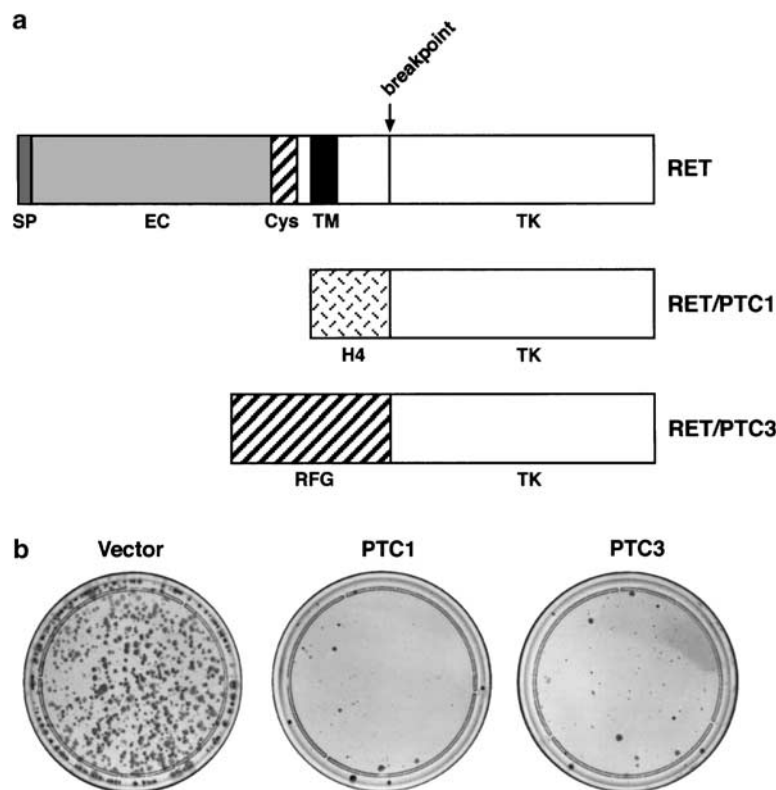 a
breakpoint
RET
SP EC Cys TM TK
RET/PTC1
H4 TK
RET/PTC3
RFG TK
b
Vector PTC1 PTC3